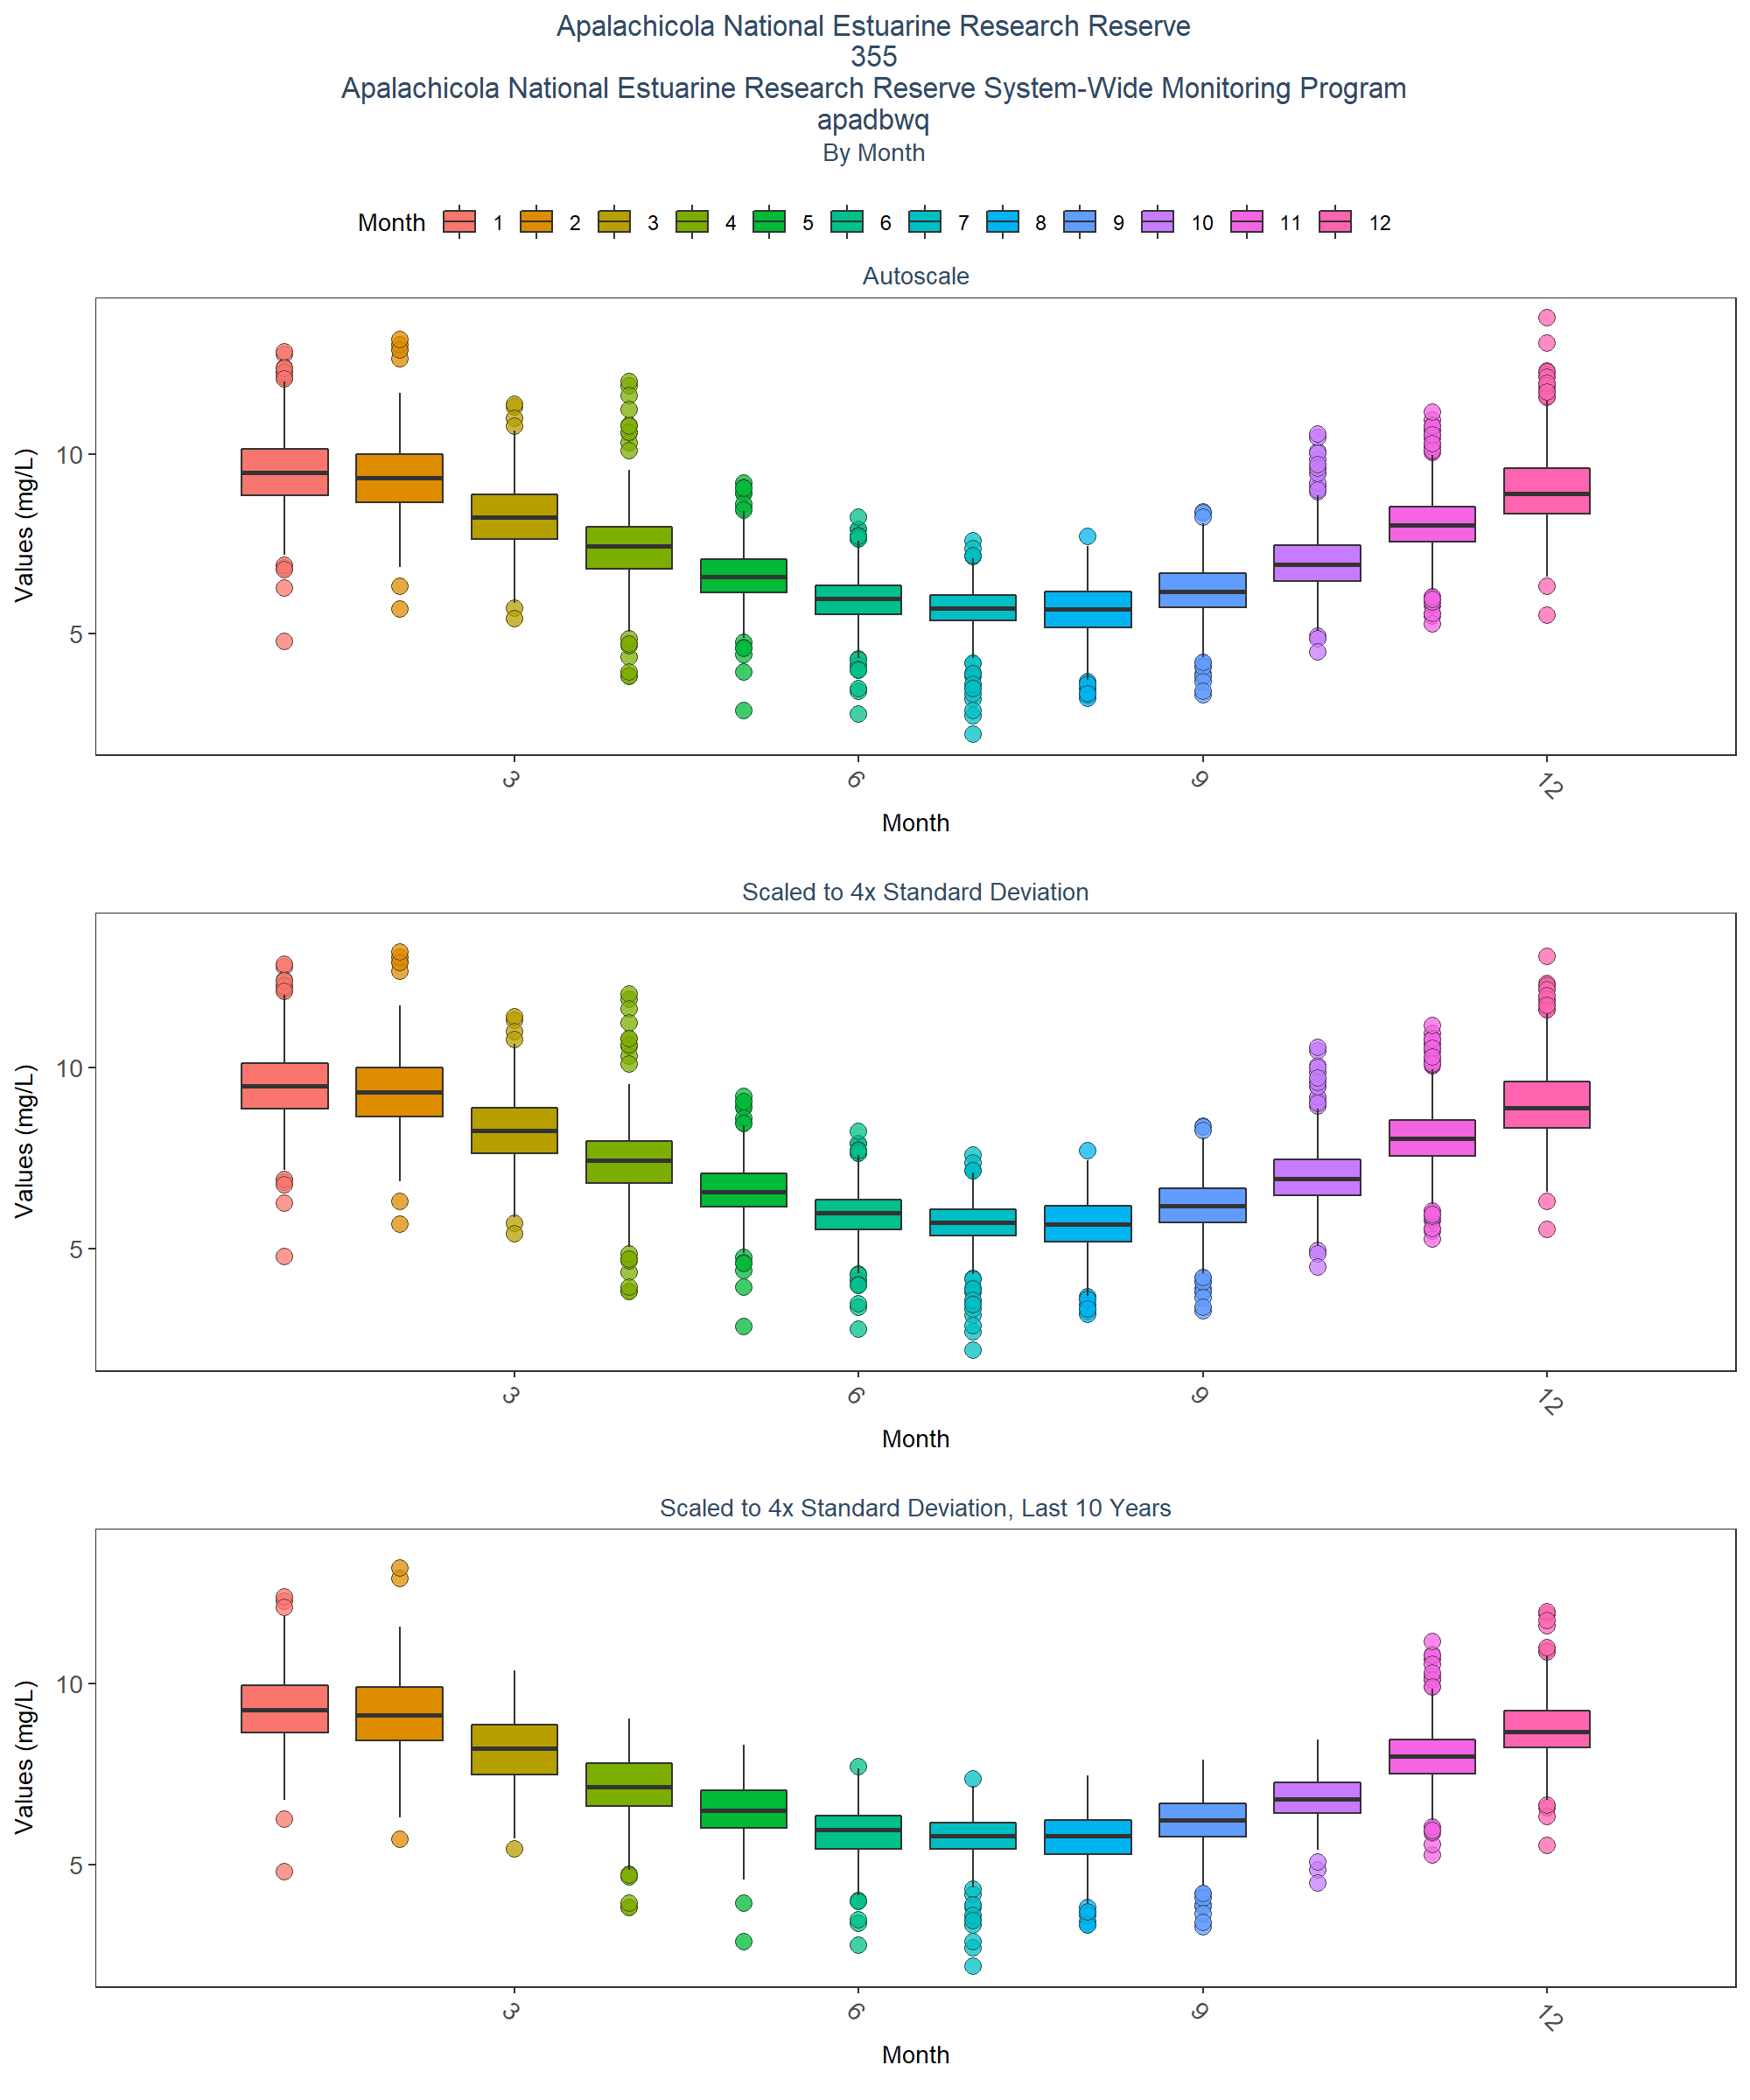 Apalachicola National Estuarine Research Reserve
355
Apalachicola National Estuarine Research Reserve System-Wide Monitoring Program
apadbwq
By Month
Month 1 2 3 4 5 6 7 8 9 10 11 12
Autoscale
Values (mg/L)
10
5
3 6 9 12
Month
Scaled to 4x Standard Deviation
Values (mg/L)
10
5
3 6 9 12
Month
Scaled to 4x Standard Deviation, Last 10 Years
Values (mg/L)
10
5
3 6 9 12
Month